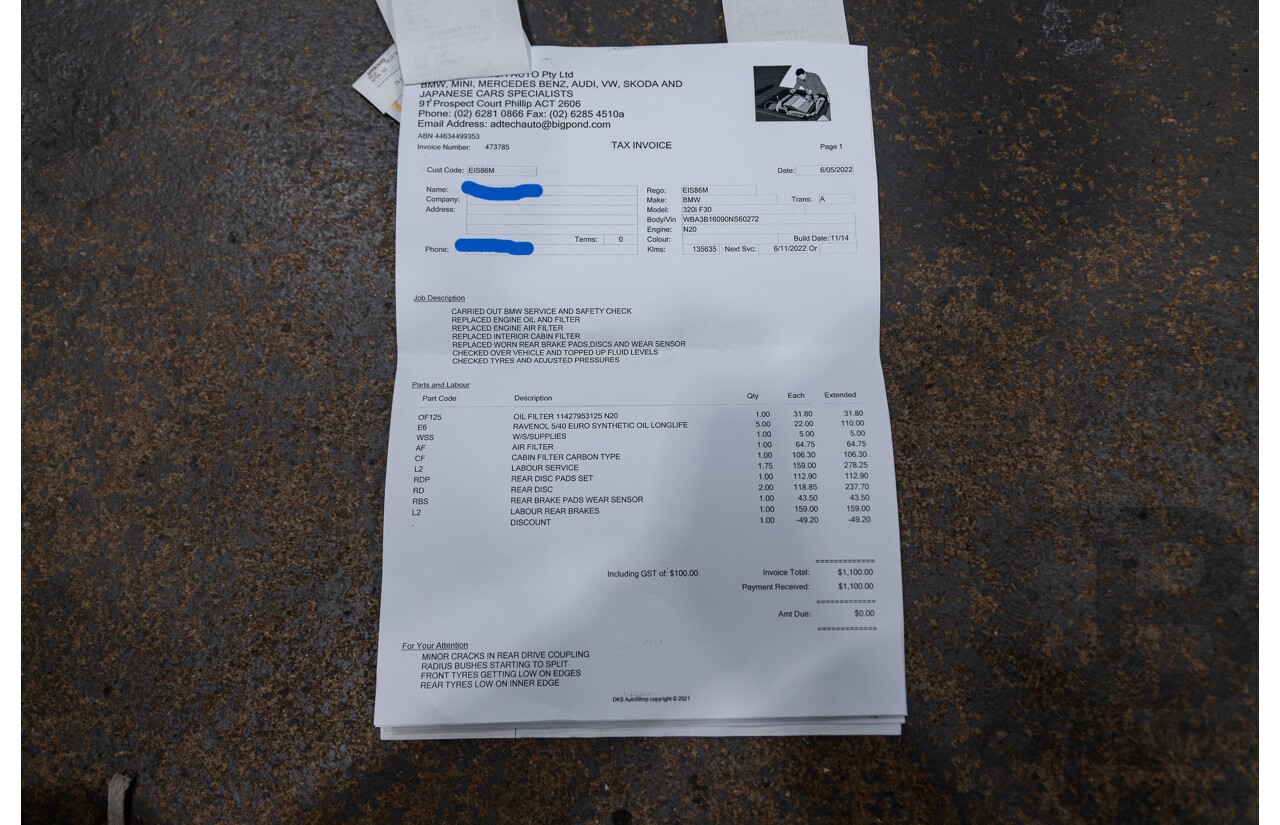 AUTO Pty Ltd
BMW, MINI, MERCEDES BENZ, AUDI, VW, SKODA AND
JAPANESE CARS SPECIALISTS
91 Prospect Court Phillip ACT 2606
Phone: (02) 6281 0866 Fax: (02) 6285 4510a
Email Address: adtechauto@bigpond.com
ABN 44634499353
Invoice Number: 473785 TAX INVOICE Page 1
Cust Code: EIS86M Date: 6/05/2022
Name: Rego: EIS86M
Company: Make: BMW Trans: A
Address: Model: 320I F30
Body/Vin WBA3B16090NS60272
Engine: N20
Terms: 0 Colour: Build Date: 11/14
Phone: Klms: 135635 Next Svc: 6/11/2022 Or
Job Description
CARRIED OUT BMW SERVICE AND SAFETY CHECK
REPLACED ENGINE OIL AND FILTER
REPLACED ENGINE AIR FILTER
REPLACED INTERIOR CABIN FILTER
REPLACED WORN REAR BRAKE PADS,DISCS AND WEAR SENSOR
CHECKED OVER VEHICLE AND TOPPED UP FLUID LEVELS
CHECKED TYRES AND ADJUSTED PRESSURES
Parts and Labour
Part Code Description Qty Each Extended
OF125 OIL FILTER 11427953125 N20 1.00 31.80 31.80
E6 RAVENOL 5/40 EURO SYNTHETIC OIL LONGLIFE 5.00 22.00 110.00
WSS W/S/SUPPLIES 1.00 5.00 5.00
AF AIR FILTER 1.00 64.75 64.75
CF CABIN FILTER CARBON TYPE 1.00 106.30 106.30
L2 LABOUR SERVICE 1.75 159.00 278.25
RDP REAR DISC PADS SET 1.00 112.90 112.90
RD REAR DISC 2.00 118.85 237.70
RBS REAR BRAKE PADS WEAR SENSOR 1.00 43.50 43.50
L2 LABOUR REAR BRAKES 1.00 159.00 159.00
. DISCOUNT 1.00 -49.20 -49.20
=============
Including GST of: $100.00 Invoice Total: $1,100.00
Payment Received: $1,100.00
=============
Amt Due: $0.00
=============
For Your Attention
MINOR CRACKS IN REAR DRIVE COUPLING
RADIUS BUSHES STARTING TO SPLIT
FRONT TYRES GETTING LOW ON EDGES
REAR TYRES LOW ON INNER EDGE
DKS AutoShop copyright © 2021